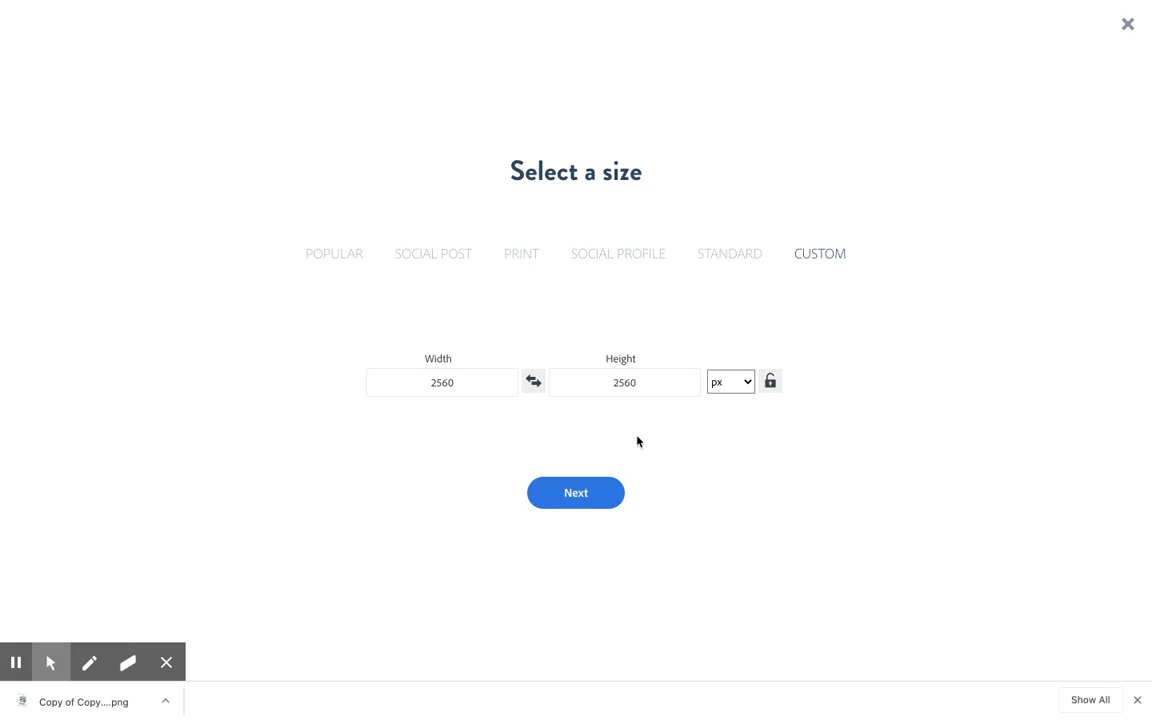 Select a size
POPULAR SOCIAL POST PRINT SOCIAL PROFILE STANDARD CUSTOM
Width Height
2560 2560 px
Next
Copy of Copy....png Show All